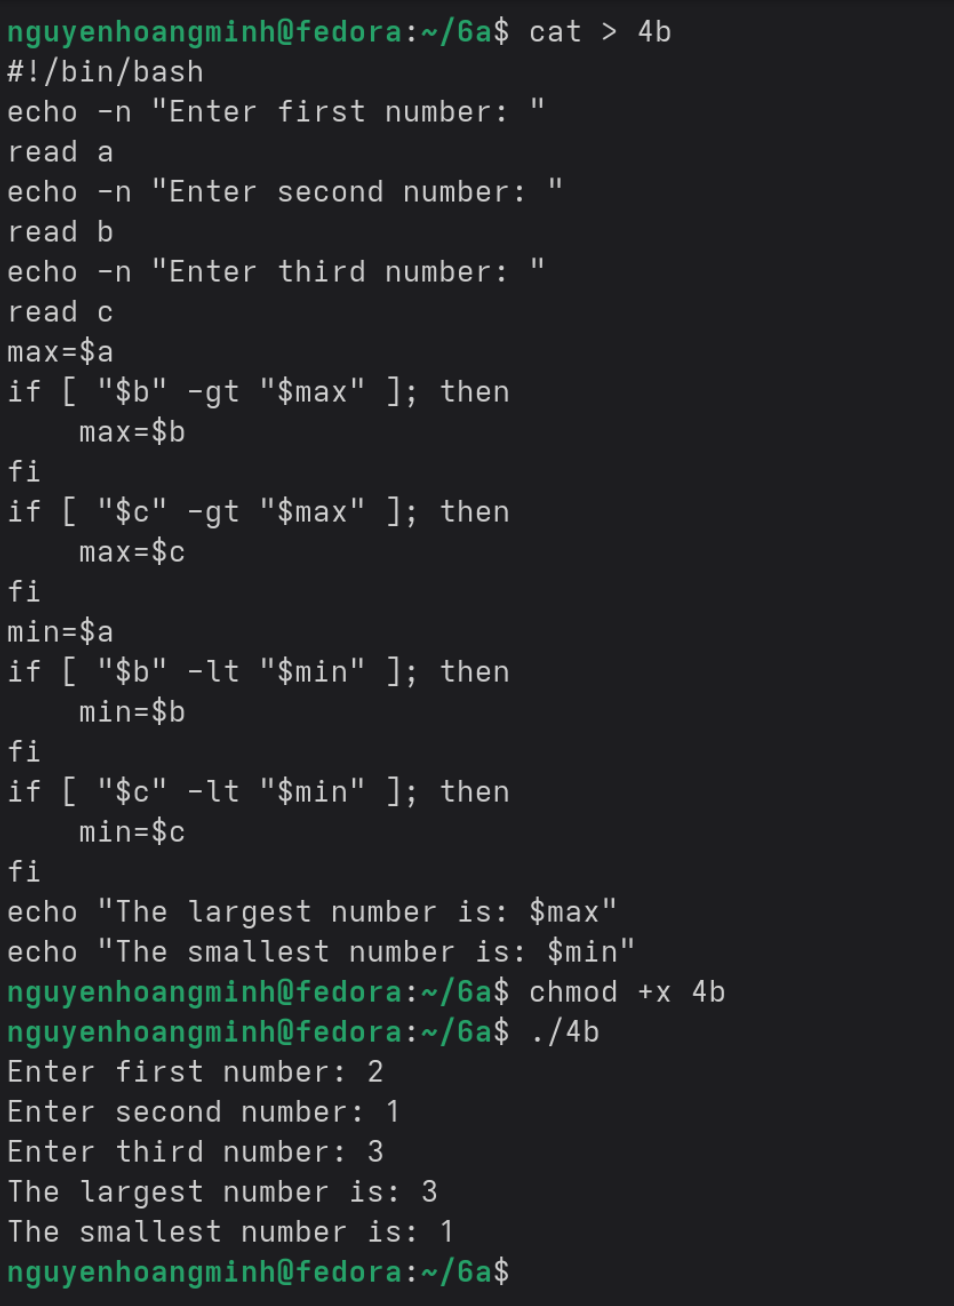 nguyenhoangminh@fedora:~/6a$ cat > 4b
#!/bin/bash
echo -n "Enter first number: "
read a
echo -n "Enter second number: "
read b
echo -n "Enter third number: "
read c
max=$a
if [ "$b" -gt "$max" ]; then
    max=$b
fi
if [ "$c" -gt "$max" ]; then
    max=$c
fi
min=$a
if [ "$b" -lt "$min" ]; then
    min=$b
fi
if [ "$c" -lt "$min" ]; then
    min=$c
fi
echo "The largest number is: $max"
echo "The smallest number is: $min"
nguyenhoangminh@fedora:~/6a$ chmod +x 4b
nguyenhoangminh@fedora:~/6a$ ./4b
Enter first number: 2
Enter second number: 1
Enter third number: 3
The largest number is: 3
The smallest number is: 1
nguyenhoangminh@fedora:~/6a$